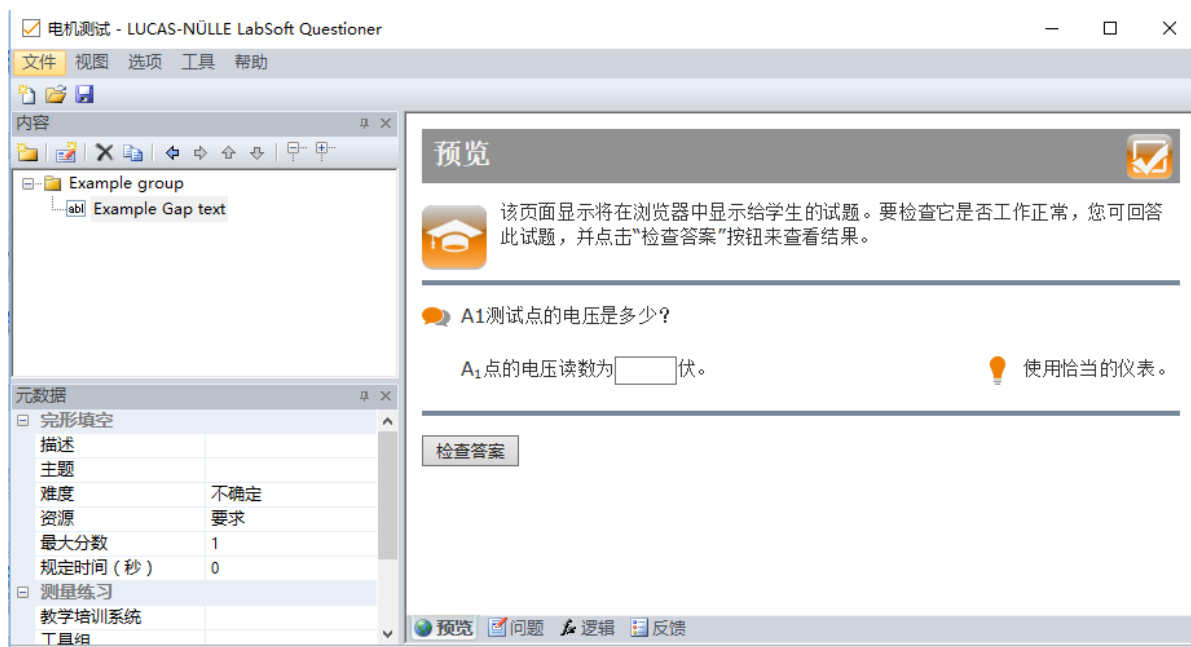 电机测试 - LUCAS-NÜLLE LabSoft Questioner
文件 视图 选项 工具 帮助
内容
Example group
abl Example Gap text
元数据
完形填空
描述
主题
难度 不确定
资源 要求
最大分数 1
规定时间（秒） 0
测量练习
教学培训系统
工具组
预览
该页面显示将在浏览器中显示给学生的试题。要检查它是否工作正常，您可回答
此试题，并点击“检查答案”按钮来查看结果。
A1测试点的电压是多少？
A₁点的电压读数为 伏。 使用恰当的仪表。
检查答案
预览 问题 逻辑 反馈